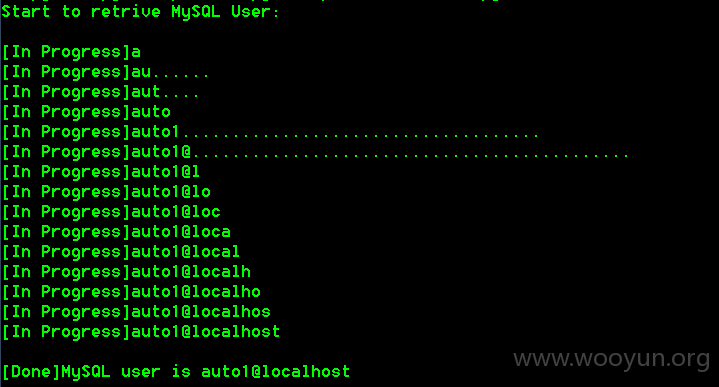 Start to retrive MySQL User:
[In Progress]a
[In Progress]au......
[In Progress]aut....
[In Progress]auto
[In Progress]auto1....................................
[In Progress]auto1@............................................
[In Progress]auto1@l
[In Progress]auto1@lo
[In Progress]auto1@loc
[In Progress]auto1@loca
[In Progress]auto1@local
[In Progress]auto1@localh
[In Progress]auto1@localho
[In Progress]auto1@localhos
[In Progress]auto1@localhost
[Done]MySQL user is auto1@localhost
www.wooyun.org